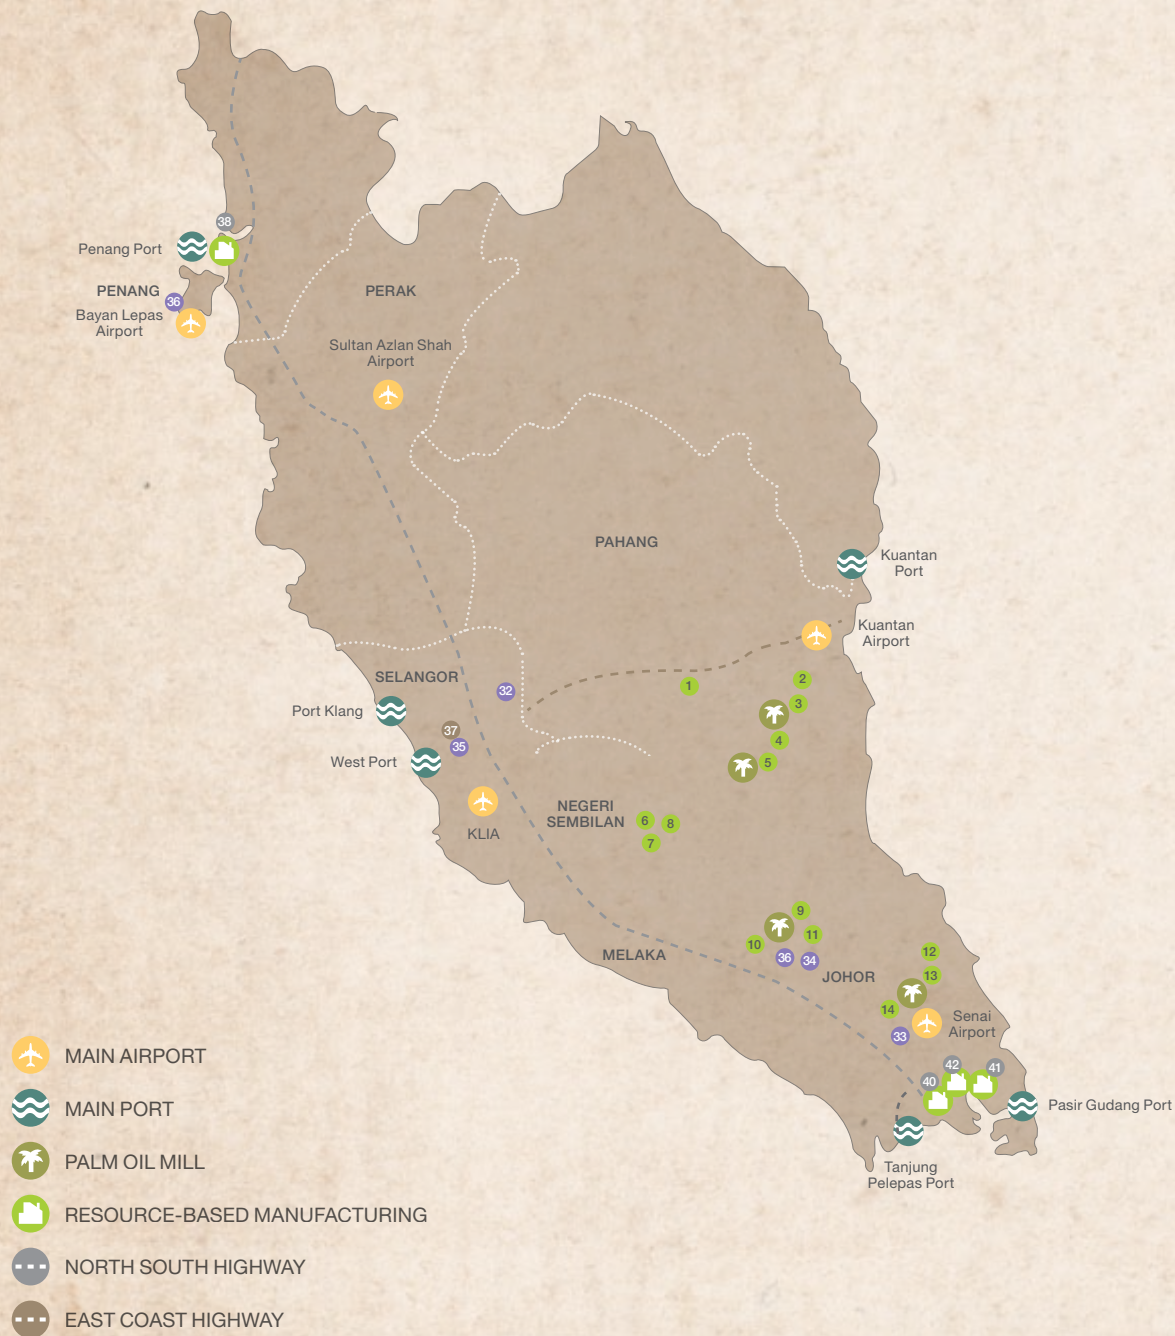 38
Penang Port
PENANG
36
Bayan Lepas
Airport
PERAK
Sultan Azlan Shah
Airport
PAHANG
Kuantan
Port
Kuantan
Airport
SELANGOR
32
1
2
3
Port Klang
37
35
4
West Port
5
KLIA
NEGERI
SEMBILAN
6
8
7
9
10
11
MELAKA
36
34
JOHOR
12
13
14
Senai
Airport
33
42
41
40
Pasir Gudang Port
Tanjung
Pelepas Port
MAIN AIRPORT
MAIN PORT
PALM OIL MILL
RESOURCE-BASED MANUFACTURING
NORTH SOUTH HIGHWAY
EAST COAST HIGHWAY